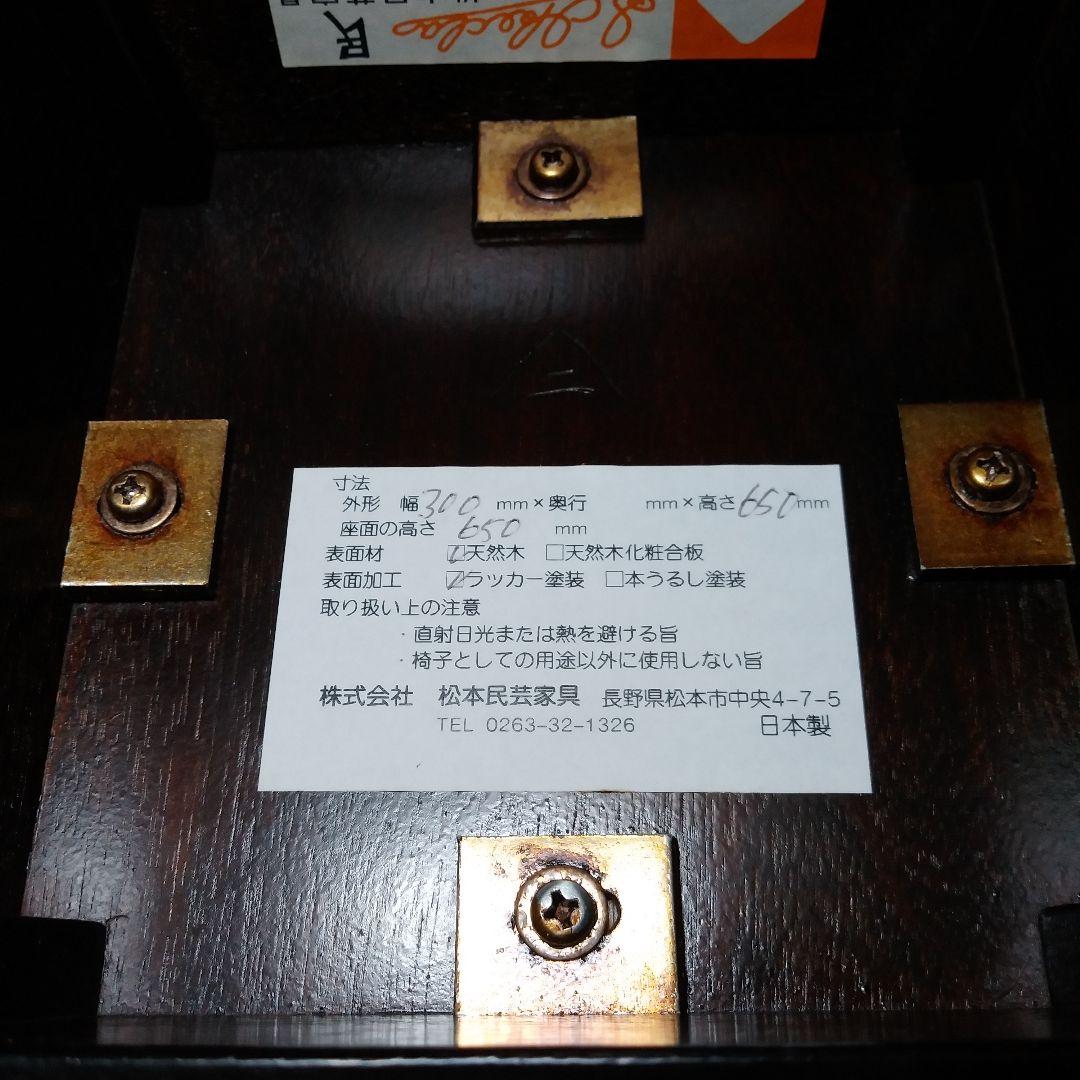 民
寸法
外形 幅300 mm×奥行 mm×高さ650mm
座面の高さ 650 mm
表面材 ☑天然木 □天然木化粧合板
表面加工 ☑ラッカー塗装 □本うるし塗装
取り扱い上の注意
・直射日光または熱を避ける旨
・椅子としての用途以外に使用しない旨
株式会社 松本民芸家具 長野県松本市中央4-7-5
TEL 0263-32-1326 日本製